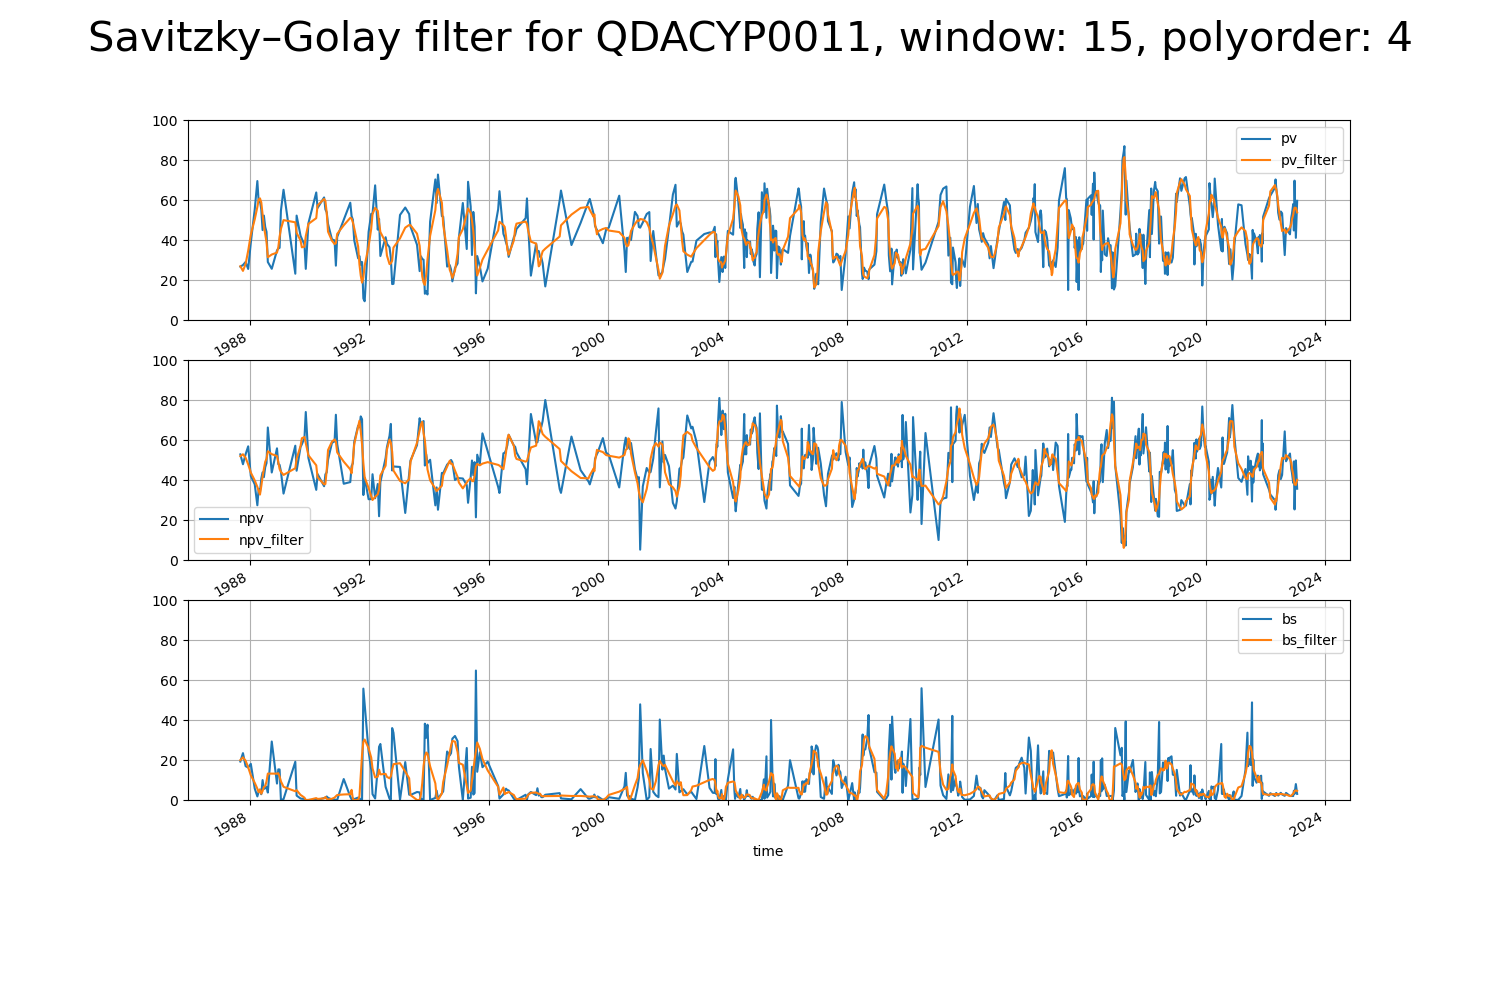 Savitzky–Golay filter for QDACYP0011, window: 15, polyorder: 4
100
80
60
40
20
0
pv
pv_filter
1988 1992 1996 2000 2004 2008 2012 2016 2020 2024
100
80
60
40
20
0
npv
npv_filter
1988 1992 1996 2000 2004 2008 2012 2016 2020 2024
100
80
60
40
20
0
bs
bs_filter
1988 1992 1996 2000 2004 2008 2012 2016 2020 2024
time